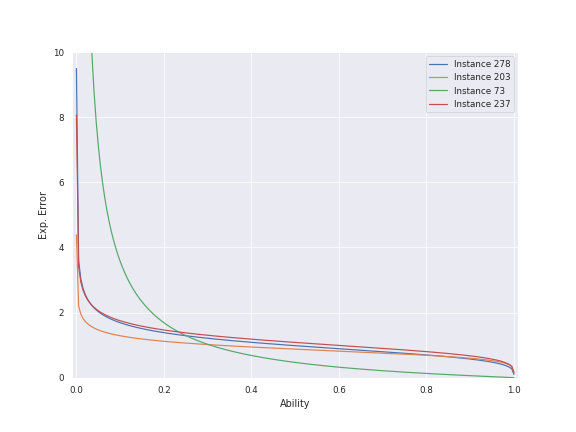 10
8
6
4
2
0
Exp. Error
0.0 0.2 0.4 0.6 0.8 1.0
Ability
Instance 278
Instance 203
Instance 73
Instance 237